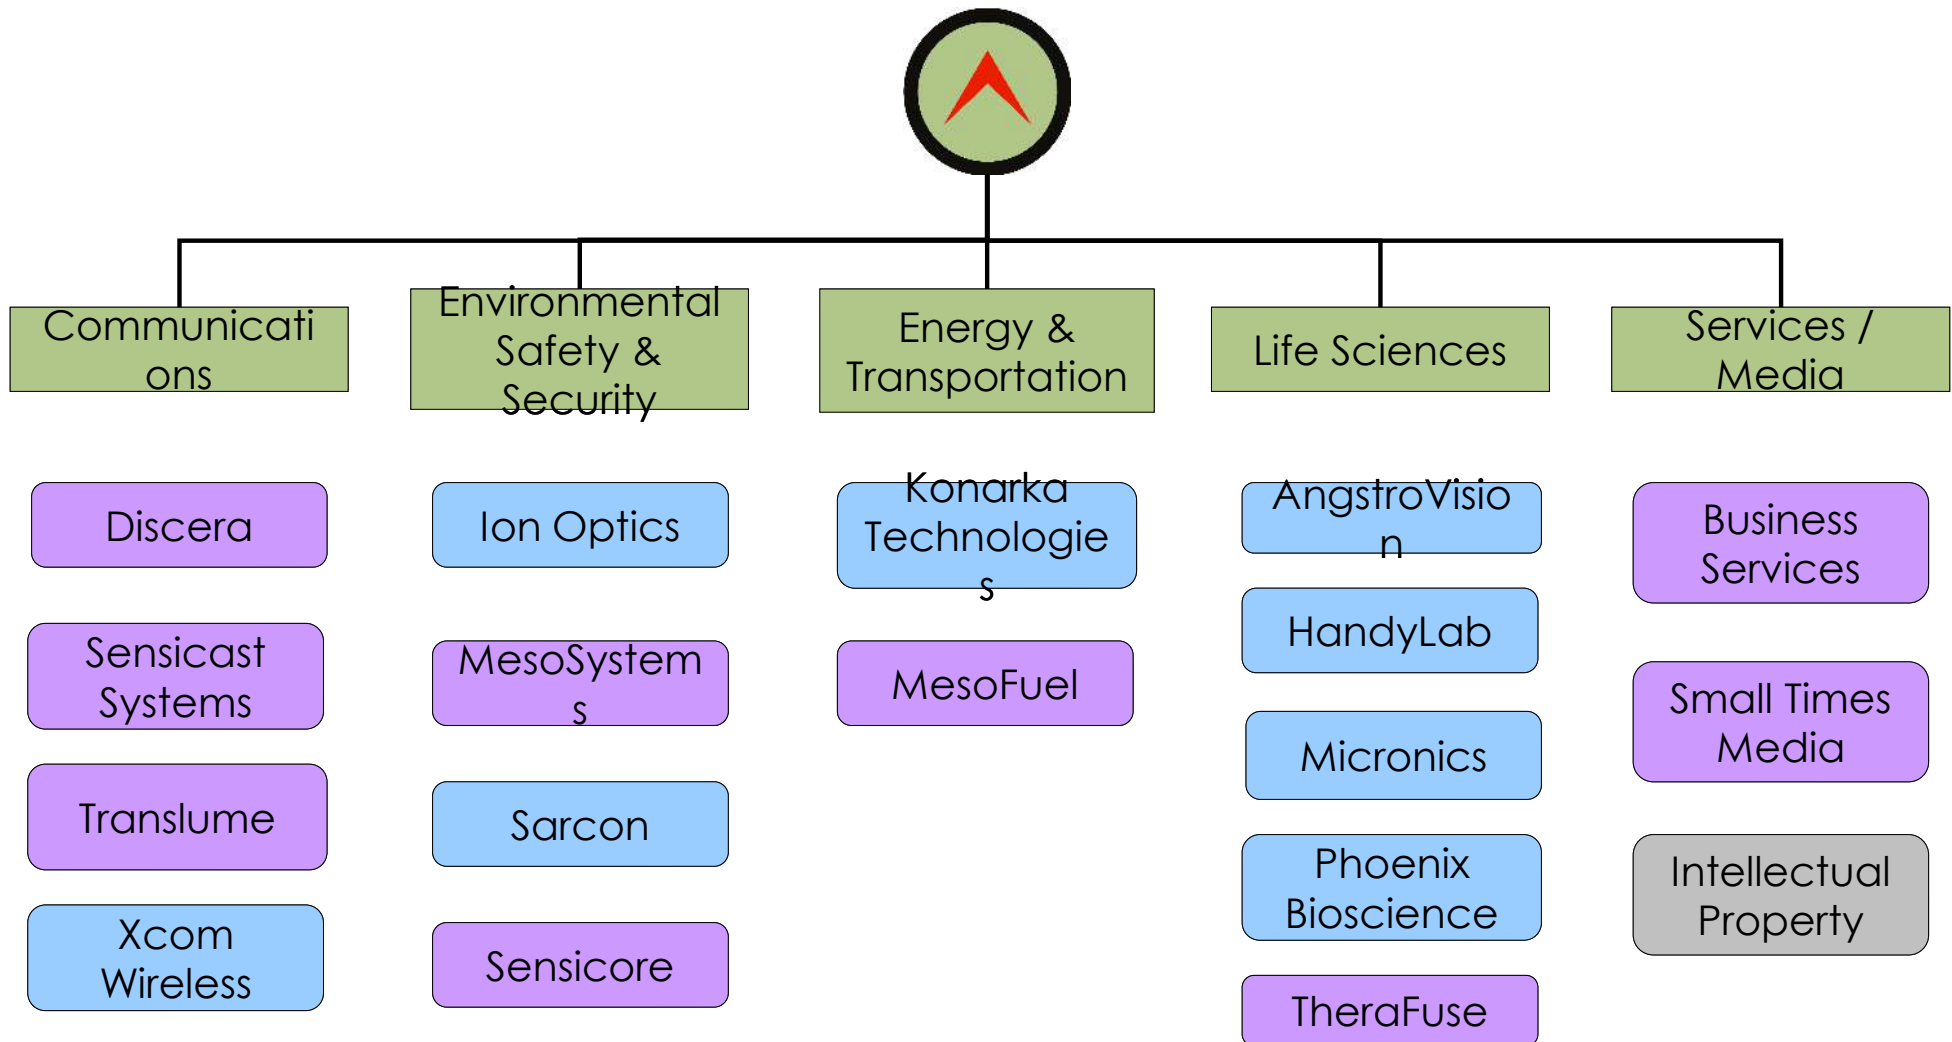 Communicati
ons
Environmental
Safety &
Security
Energy &
Transportation
Life Sciences
Services /
Media
Discera
Sensicast
Systems
Translume
Xcom
Wireless
Ion Optics
MesoSystem
s
Sarcon
Sensicore
Konarka
Technologie
s
MesoFuel
AngstroVisio
n
HandyLab
Micronics
Phoenix
Bioscience
TheraFuse
Business
Services
Small Times
Media
Intellectual
Property